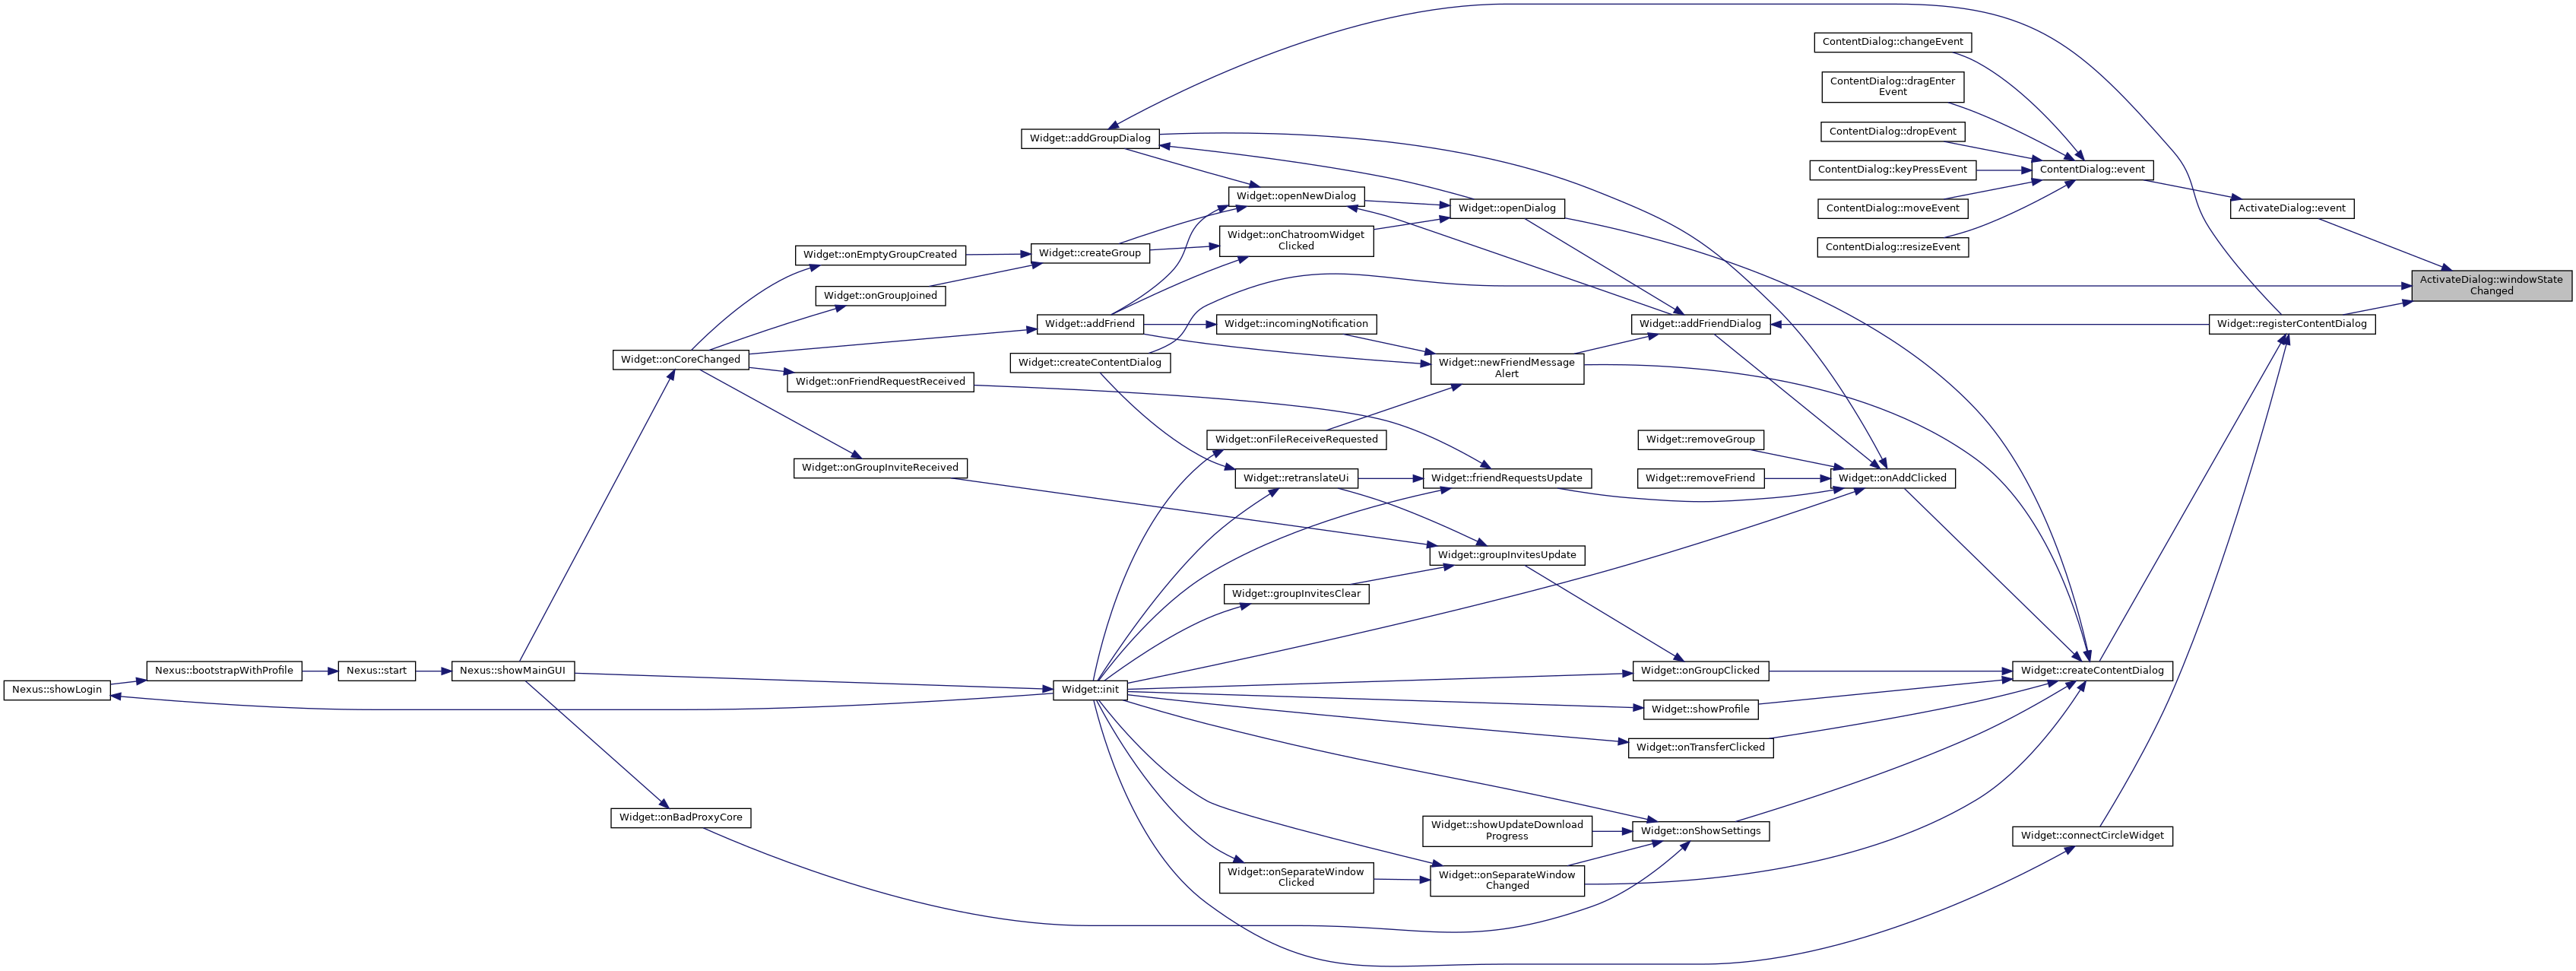 ContentDialog::changeEvent
ContentDialog::dragEnter
Event
ContentDialog::dropEvent
Widget::addGroupDialog
ContentDialog::keyPressEvent
ContentDialog::event
Widget::openNewDialog
Widget::openDialog
ContentDialog::moveEvent
ActivateDialog::event
Widget::onChatroomWidget
Clicked
ContentDialog::resizeEvent
Widget::onEmptyGroupCreated
Widget::createGroup
ActivateDialog::windowState
Changed
Widget::onGroupJoined
Widget::addFriend
Widget::incomingNotification
Widget::addFriendDialog
Widget::registerContentDialog
Widget::onCoreChanged
Widget::createContentDialog
Widget::newFriendMessage
Alert
Widget::onFriendRequestReceived
Widget::onFileReceiveRequested
Widget::removeGroup
Widget::onGroupInviteReceived
Widget::retranslateUi
Widget::friendRequestsUpdate
Widget::removeFriend
Widget::onAddClicked
Widget::groupInvitesUpdate
Widget::groupInvitesClear
Nexus::showLogin
Nexus::bootstrapWithProfile
Nexus::start
Nexus::showMainGUI
Widget::init
Widget::onGroupClicked
Widget::createContentDialog
Widget::showProfile
Widget::onTransferClicked
Widget::onBadProxyCore
Widget::showUpdateDownload
Progress
Widget::onShowSettings
Widget::connectCircleWidget
Widget::onSeparateWindow
Clicked
Widget::onSeparateWindow
Changed